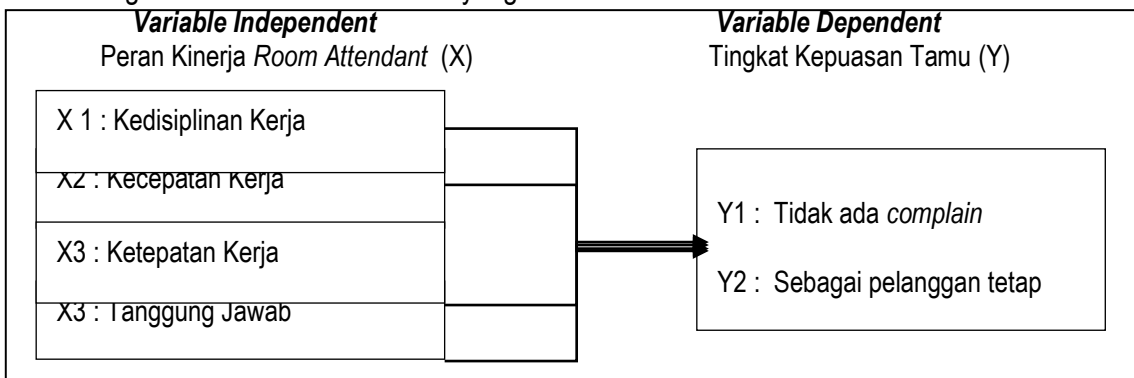 Variable Independent Variable Dependent
Peran Kinerja Room Attendant (X) Tingkat Kepuasan Tamu (Y)
X 1 : Kedisiplinan Kerja
X2 : Kecepatan Kerja
X3 : Ketepatan Kerja
X3 : Tanggung Jawab
Y1 : Tidak ada complain
Y2 : Sebagai pelanggan tetap